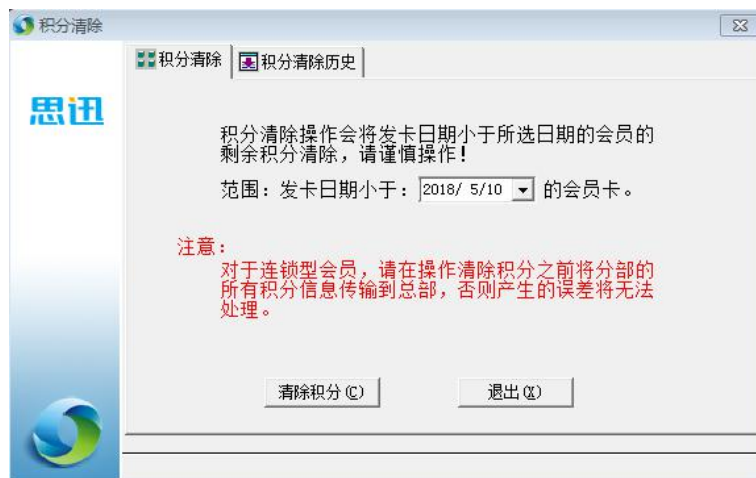 积分清除
积分清除 积分清除历史
思迅
积分清除操作会将发卡日期小于所选日期的会员的
剩余积分清除，请谨慎操作！
范围：发卡日期小于：2018/ 5/10 的会员卡。
注意：
对于连锁型会员，请在操作清除积分之前将分部的
所有积分信息传输到总部，否则产生的误差将无法
处理。
清除积分(C) 退出(X)